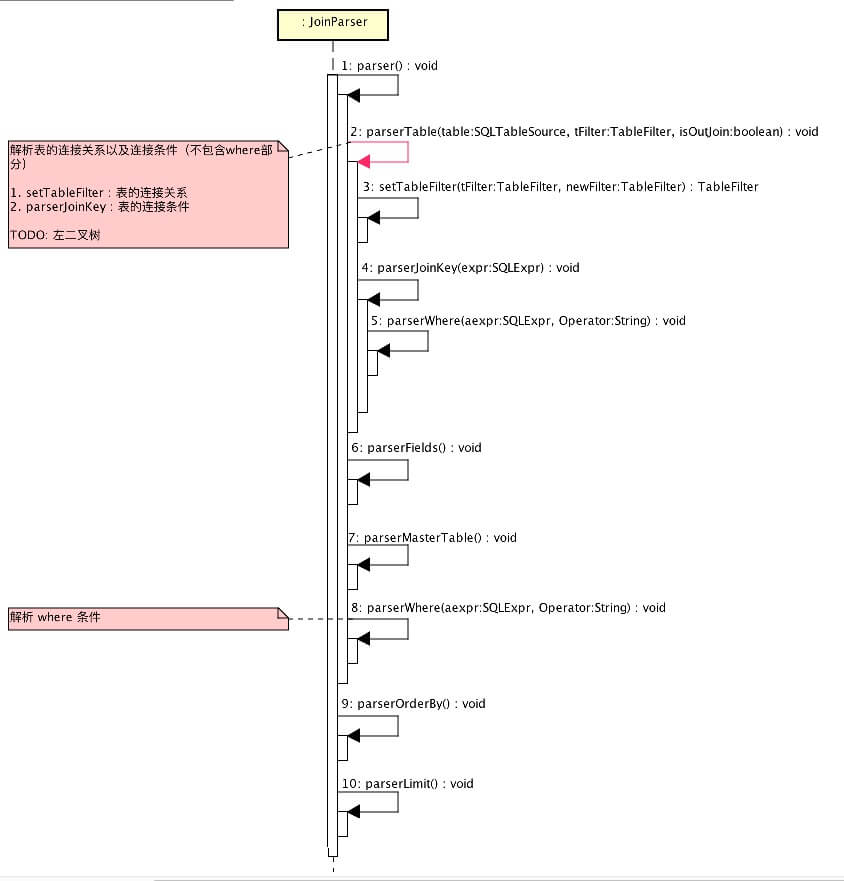 : JoinParser
1: parser() : void
2: parserTable(table:SQLTableSource, tFilter:TableFilter, isOutJoin:boolean) : void
解析表的连接关系以及连接条件（不包含where部
分）
1. setTableFilter : 表的连接关系
2. parserJoinKey : 表的连接条件
TODO: 左二叉树
3: setTableFilter(tFilter:TableFilter, newFilter:TableFilter) : TableFilter
4: parserJoinKey(expr:SQLExpr) : void
5: parserWhere(aexpr:SQLExpr, Operator:String) : void
6: parserFields() : void
7: parserMasterTable() : void
8: parserWhere(aexpr:SQLExpr, Operator:String) : void
解析 where 条件
9: parserOrderBy() : void
10: parserLimit() : void